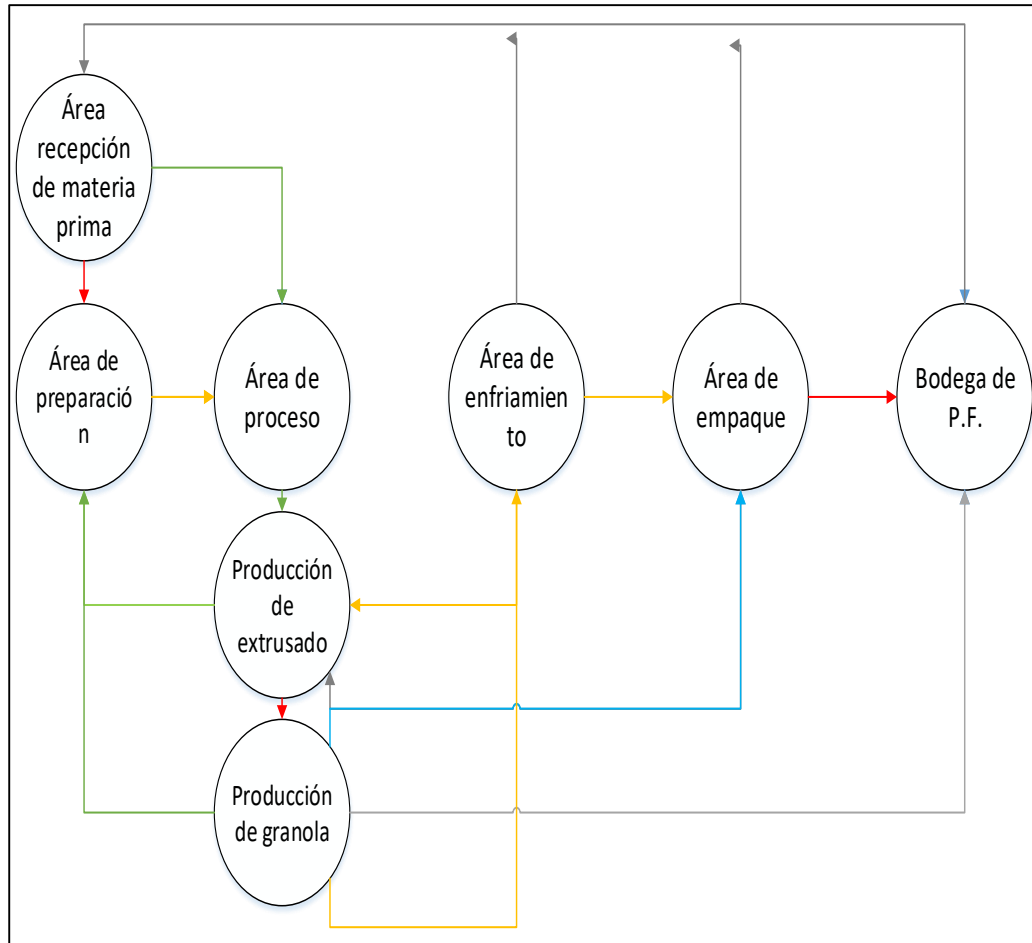 Área
recepción
de materia
prima
Área de
preparació
n
Área de
proceso
Área de
enfriamien
to
Área de
empaque
Bodega de
P.F.
Producción
de
extrusado
Producción
de granola